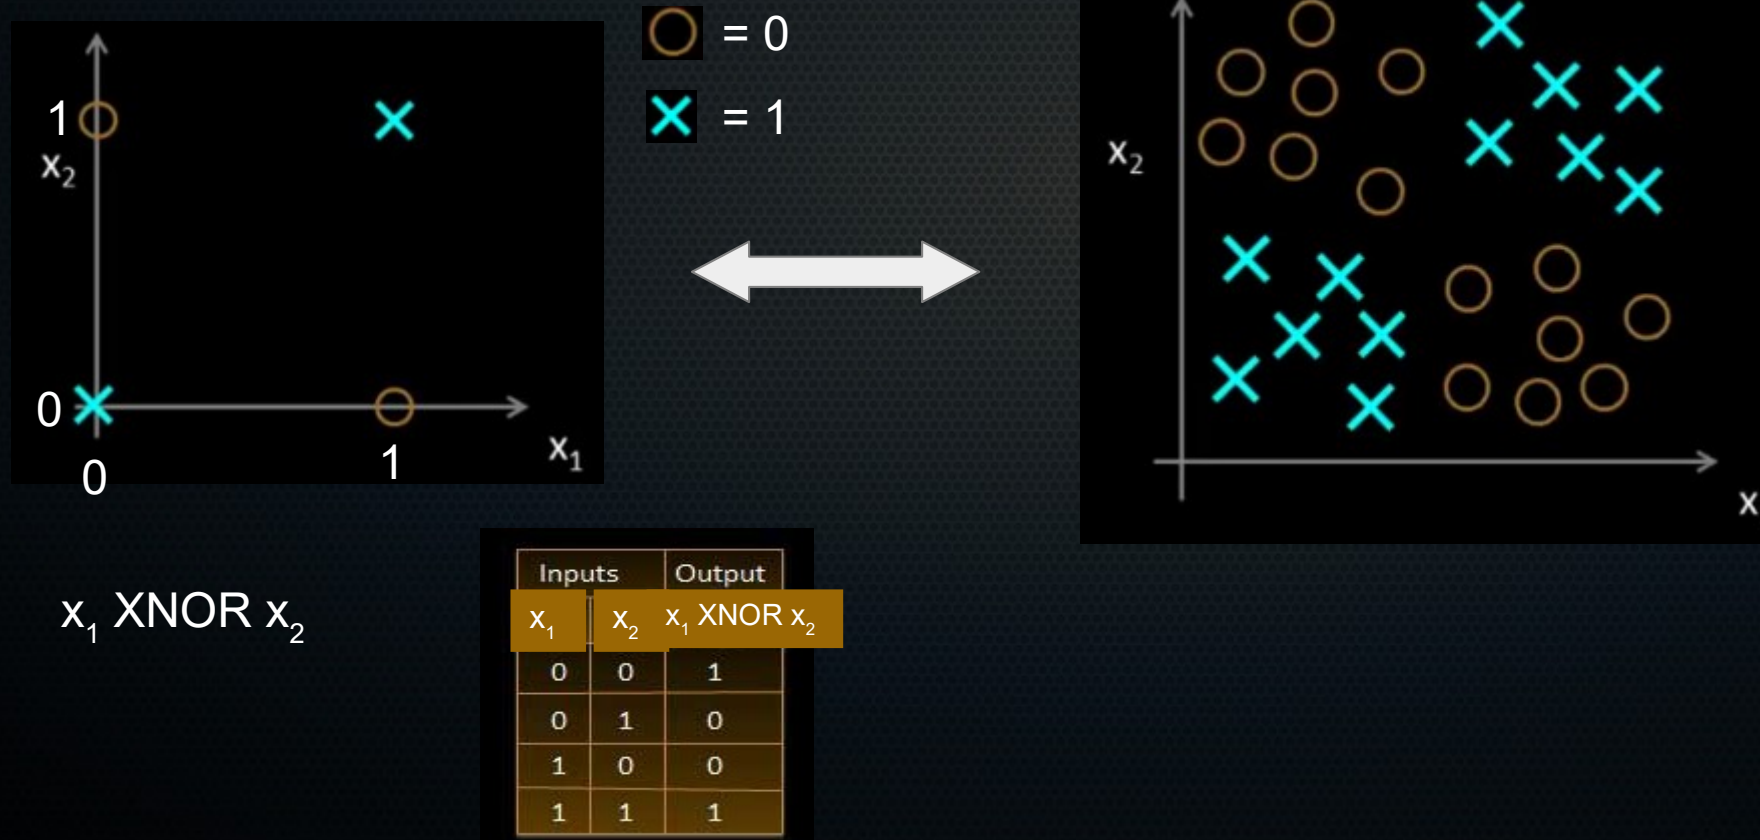 = 0
= 1
1
x₂
0
0
1
x₁
x₂
x
x₁ XNOR x₂
Inputs Output
x₁ x₂ x₁ XNOR x₂
0 0 1
0 1 0
1 0 0
1 1 1